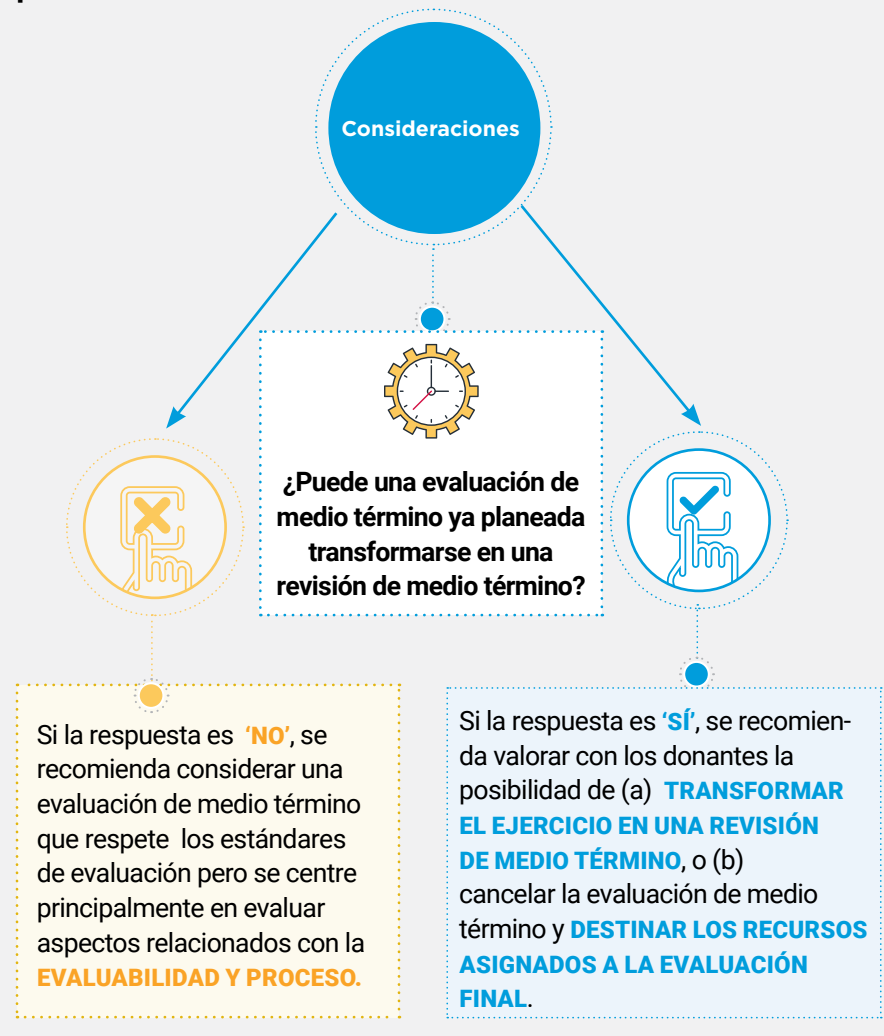 Consideraciones
¿Puede una evaluación de
medio término ya planeada
transformarse en una
revisión de medio término?
Si la respuesta es ‘NO’, se
recomienda considerar una
evaluación de medio término
que respete los estándares
de evaluación pero se centre
principalmente en evaluar
aspectos relacionados con la
EVALUABILIDAD Y PROCESO.
Si la respuesta es ‘SÍ’, se recomien-
da valorar con los donantes la
posibilidad de (a) TRANSFORMAR
EL EJERCICIO EN UNA REVISIÓN
DE MEDIO TÉRMINO, o (b)
cancelar la evaluación de medio
término y DESTINAR LOS RECURSOS
ASIGNADOS A LA EVALUACIÓN
FINAL.